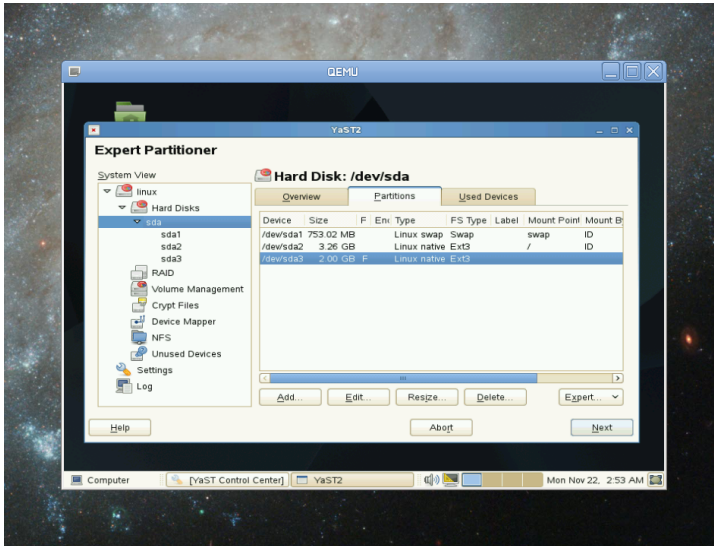 QEMU
YaST2
Expert Partitioner
System View
linux
Hard Disks
sda
sda1
sda2
sda3
RAID
Volume Management
Crypt Files
Device Mapper
NFS
Unused Devices
Settings
Log
Hard Disk: /dev/sda
Overview Partitions Used Devices
Device Size F Enc Type FS Type Label Mount Point Mount B
/dev/sda1 753.02 MB Linux swap Swap swap ID
/dev/sda2 3.26 GB Linux native Ext3 / ID
/dev/sda3 2.00 GB F Linux native Ext3
Add... Edit... Resize... Delete... Expert...
Help Abort Next
Computer [YaST Control Center] YaST2 Mon Nov 22, 2:53 AM